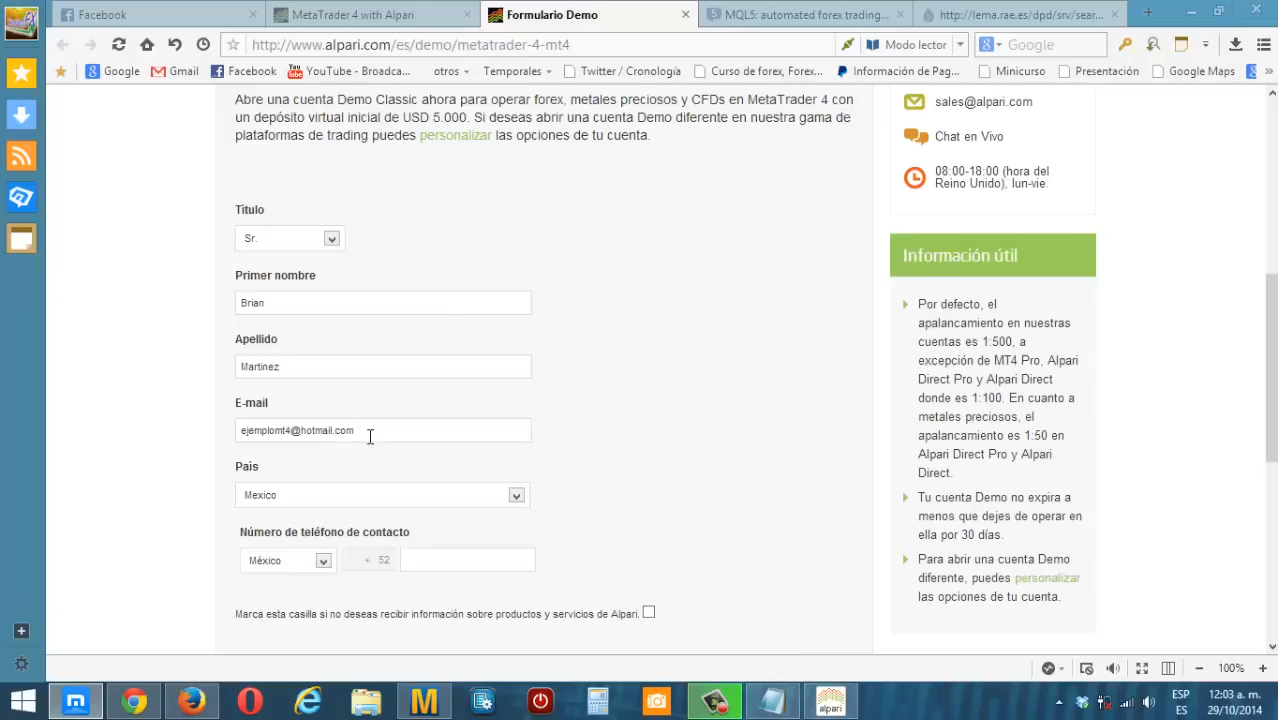 Facebook
MetaTrader 4 with Alpari
Formulario Demo
MQL5: automated forex trading...
http://lema.rae.es/dpd/srv/sear...
http://www.alpari.com/es/demo/metatrader-4-mt4
Modo lector
Google
Google
Gmail
Facebook
YouTube - Broadca...
otros
Temporales
Twitter / Cronología
Curso de forex, Forex...
Información de Pag...
Minicurso
Presentación
Google Maps
Abre una cuenta Demo Classic ahora para operar forex, metales preciosos y CFDs en MetaTrader 4 con
un depósito virtual inicial de USD 5.000. Si deseas abrir una cuenta Demo diferente en nuestra gama de
plataformas de trading puedes personalizar las opciones de tu cuenta.
Título
Sr.
Primer nombre
Brian
Apellido
Martinez
E-mail
ejemplomt4@hotmail.com
País
Mexico
Número de teléfono de contacto
México
+ 52
Marca esta casilla si no deseas recibir información sobre productos y servicios de Alpari.
sales@alpari.com
Chat en Vivo
08:00-18:00 (hora del
Reino Unido), lun-vie.
Información útil
Por defecto, el
apalancamiento en nuestras
cuentas es 1:500, a
excepción de MT4 Pro, Alpari
Direct Pro y Alpari Direct
donde es 1:100. En cuanto a
metales preciosos, el
apalancamiento es 1:50 en
Alpari Direct Pro y Alpari
Direct.
Tu cuenta Demo no expira a
menos que dejes de operar en
ella por 30 días.
Para abrir una cuenta Demo
diferente, puedes personalizar
las opciones de tu cuenta.
100%
alpari
ESP
ES
12:03 a. m.
29/10/2014